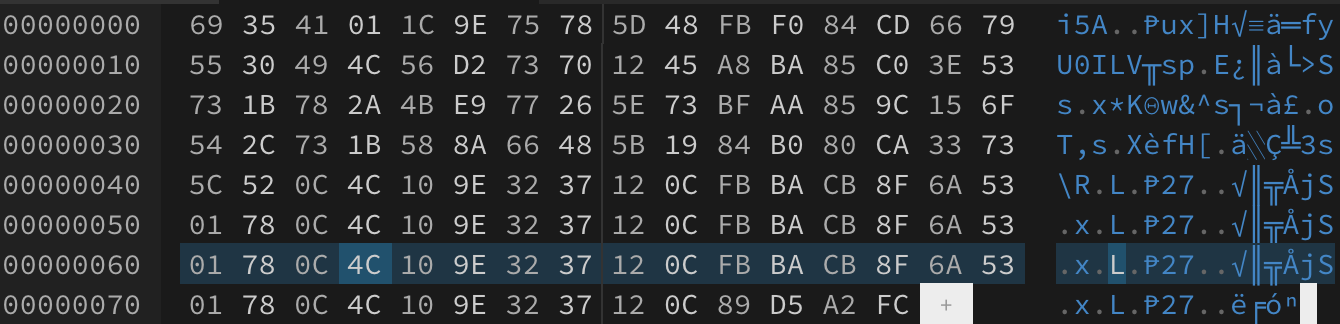 00000000 69 35 41 01 1C 9E 75 78 5D 48 FB F0 84 CD 66 79 i5A..₧ux]H√≡ä═fy
00000010 55 30 49 4C 56 D2 73 70 12 45 A8 BA 85 C0 3E 53 U0ILV╥sp.E¿║à└>S
00000020 73 1B 78 2A 4B E9 77 26 5E 73 BF AA 85 9C 15 6F s.x*KΘw&^s┐¬à£.o
00000030 54 2C 73 1B 58 8A 66 48 5B 19 84 B0 80 CA 33 73 T,s.XèfH[.ä░Ç╩3s
00000040 5C 52 0C 4C 10 9E 32 37 12 0C FB BA CB 8F 6A 53 \R.L.₧27..√║╦ÅjS
00000050 01 78 0C 4C 10 9E 32 37 12 0C FB BA CB 8F 6A 53 .x.L.₧27..√║╦ÅjS
00000060 01 78 0C 4C 10 9E 32 37 12 0C FB BA CB 8F 6A 53 .x.L.₧27..√║╦ÅjS
00000070 01 78 0C 4C 10 9E 32 37 12 0C 89 D5 A2 FC + .x.L.₧27..ë╒óⁿ